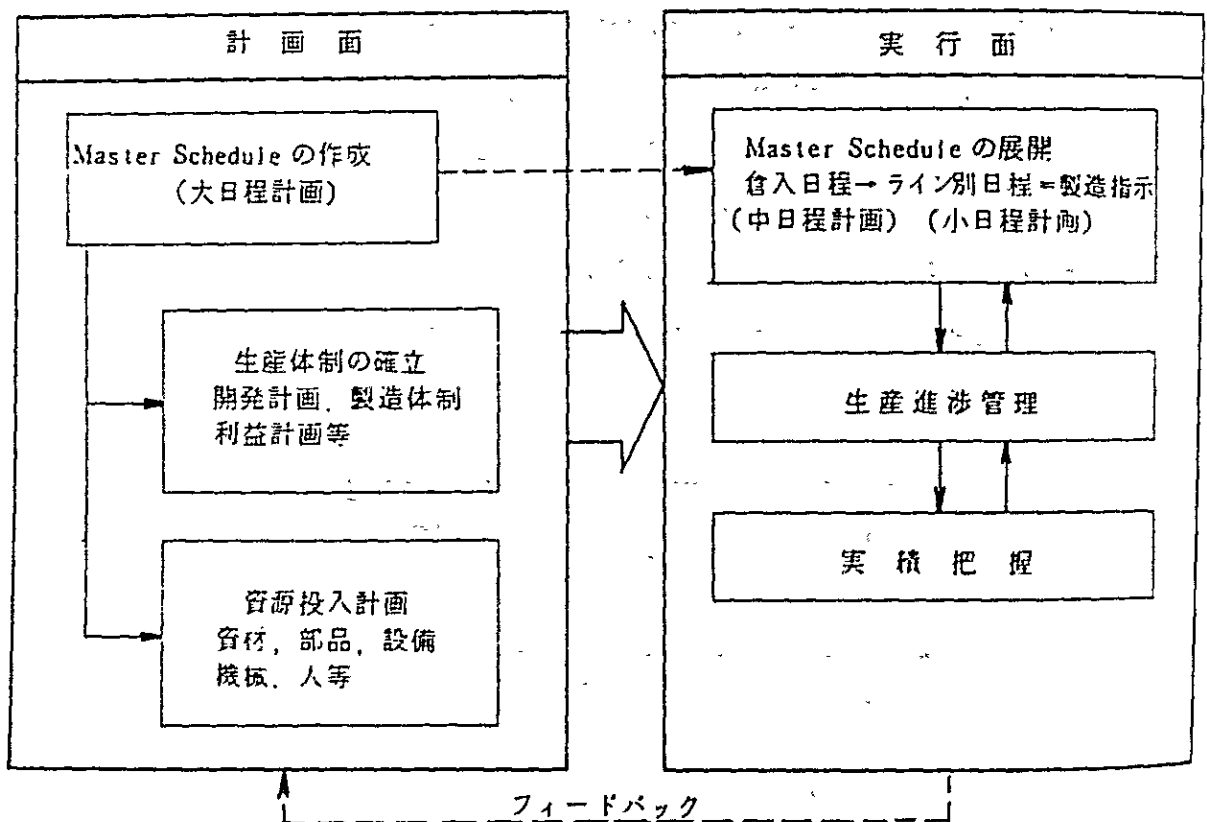 計画面
Master Schedule の作成
(大日程計画)
生産体制の確立
開発計画、製造体制
利益計画等
資源投入計画
資材，部品，設備
機械、人等
実行面
Master Schedule の展開
倉入日程→ライン別日程=製造指示
(中日程計画) (小日程計画)
生産進捗管理
実績把握
フィードバック